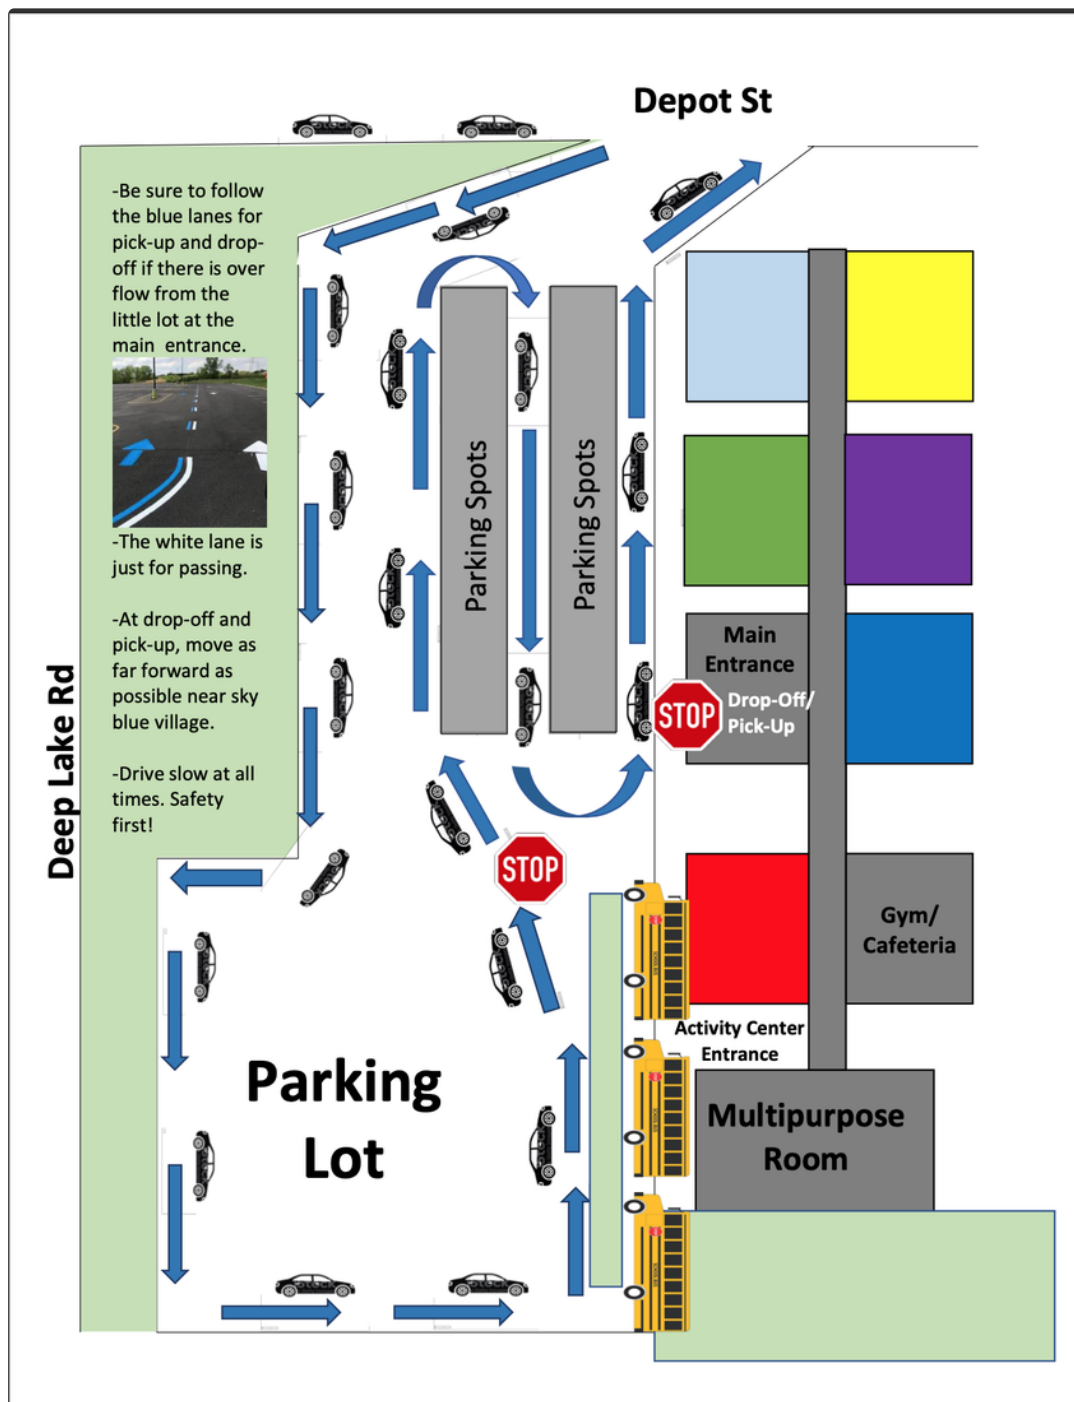 Depot St
-Be sure to follow
the blue lanes for
pick-up and drop-
off if there is over
flow from the
little lot at the
main entrance.
-The white lane is
just for passing.
-At drop-off and
pick-up, move as
far forward as
possible near sky
blue village.
-Drive slow at all
times. Safety
first!
Deep Lake Rd
Parking Spots
Parking Spots
Main
Entrance
STOP
Drop-Off/
Pick-Up
STOP
Gym/
Cafeteria
Activity Center
Entrance
Parking
Lot
Multipurpose
Room